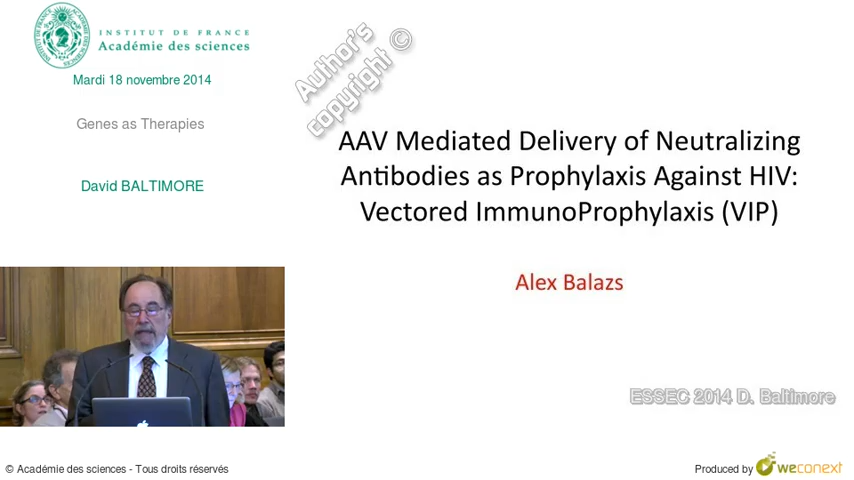 INSTITUT DE FRANCE
Académie des sciences
Mardi 18 novembre 2014
Genes as Therapies
David BALTIMORE
Author's
copyright ©
AAV Mediated Delivery of Neutralizing
Antibodies as Prophylaxis Against HIV:
Vectored ImmunoProphylaxis (VIP)
Alex Balazs
ESSEC 2014 D. Baltimore
© Académie des sciences - Tous droits réservés
Produced by weconext